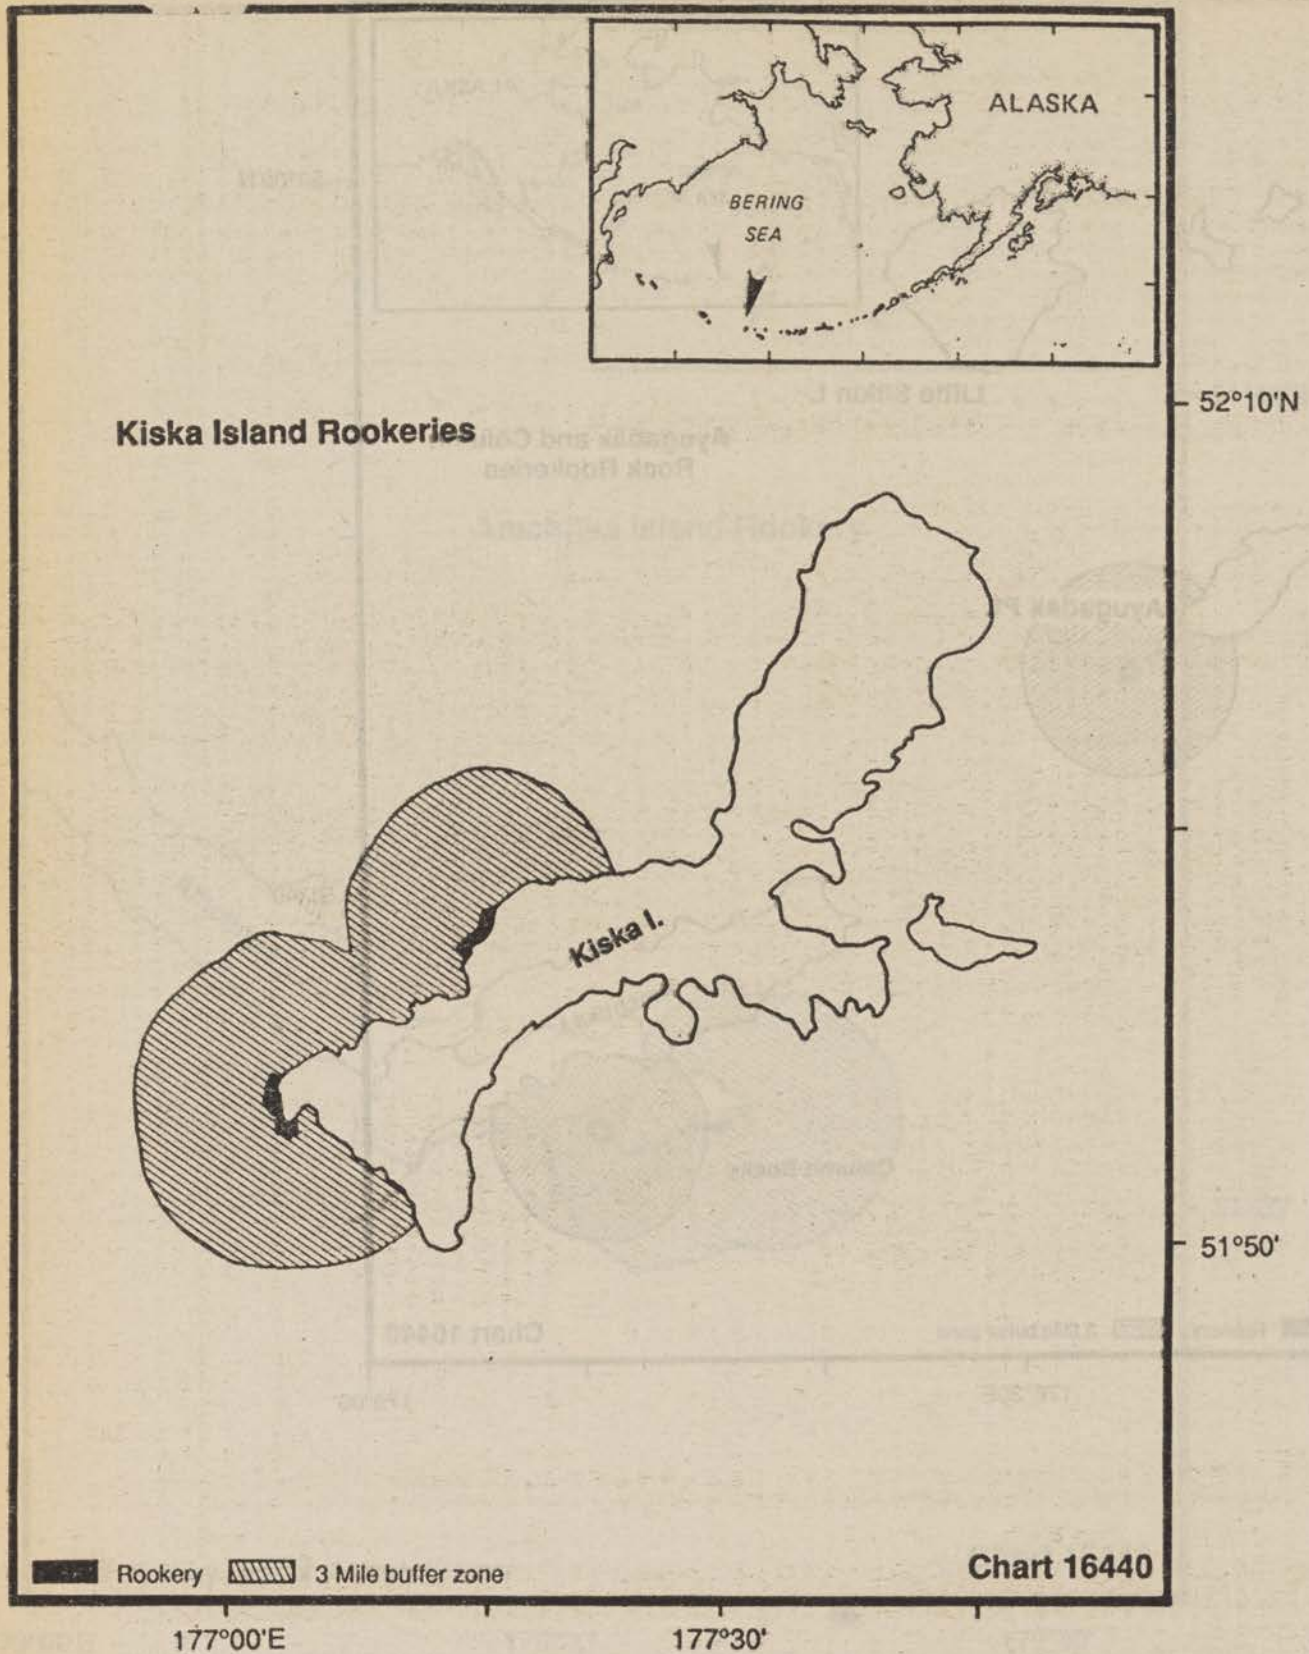 ALASKA
BERING
SEA
52°10'N
Kiska Island Rookeries
Kiska I.
51°50'
Rookery
3 Mile buffer zone
Chart 16440
177°00'E
177°30'